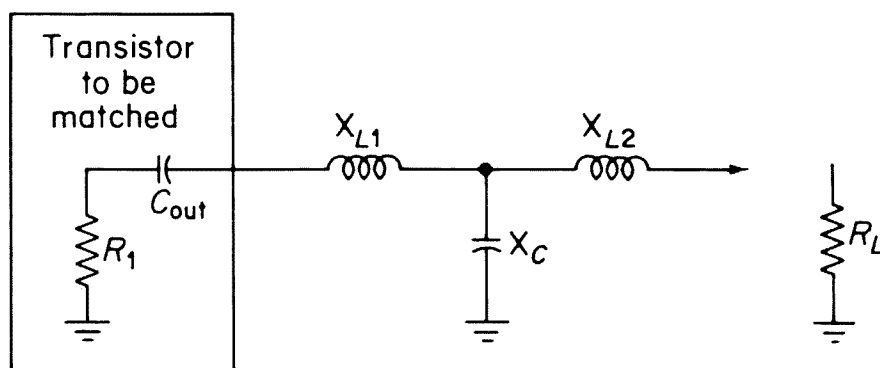 Transistor
to be
matched
X_L1
X_L2
C_out
R_1
X_C
R_L